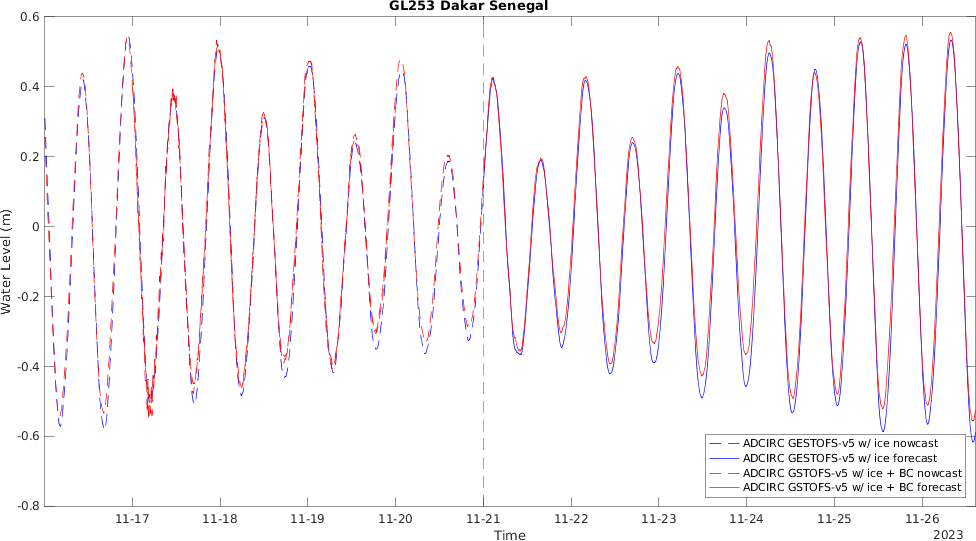 GL253 Dakar Senegal
0.6
0.4
0.2
0
-0.2
-0.4
-0.6
-0.8
Water Level (m)
ADCIRC GESTOFS-v5 w/ ice nowcast
ADCIRC GESTOFS-v5 w/ ice forecast
ADCIRC GSTOFS-v5 w/ ice + BC nowcast
ADCIRC GSTOFS-v5 w/ ice + BC forecast
11-17 11-18 11-19 11-20 11-21 11-22 11-23 11-24 11-25 11-26
Time
2023